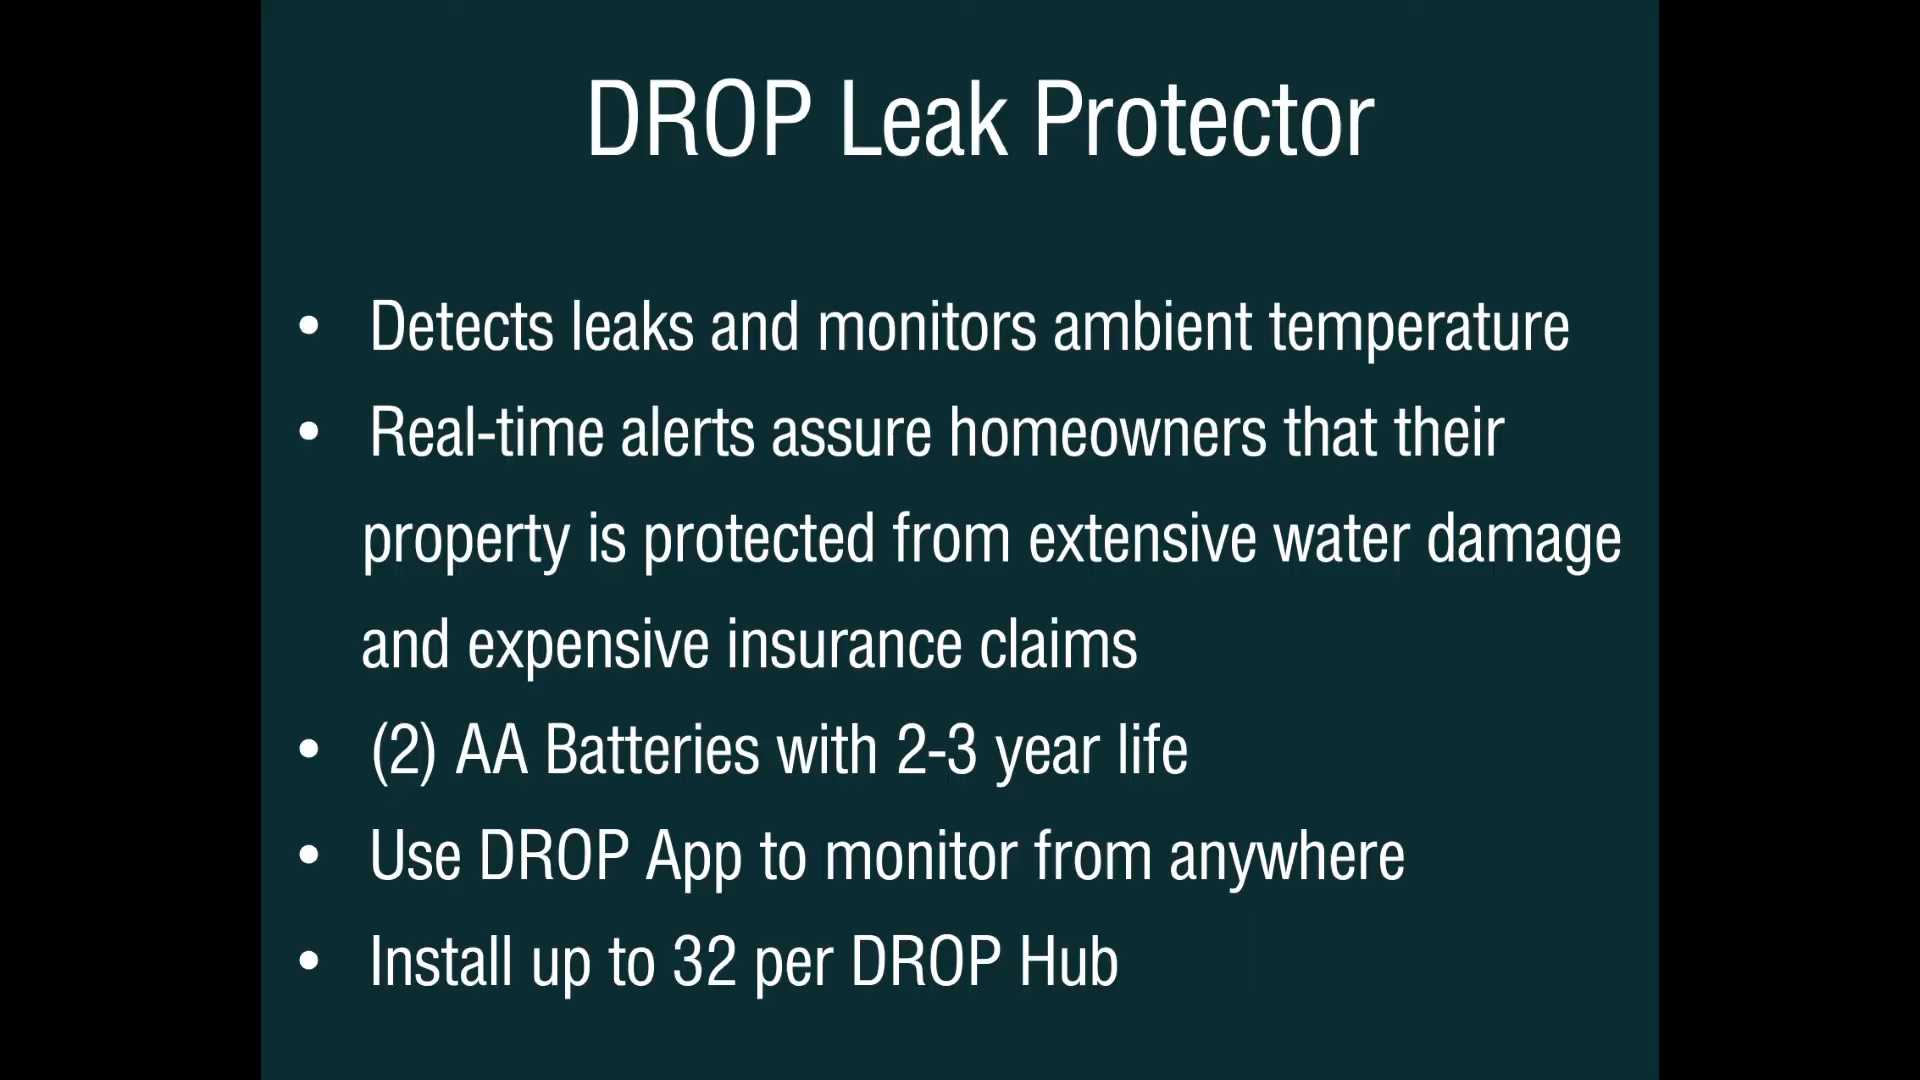 DROP Leak Protector
• Detects leaks and monitors ambient temperature
• Real-time alerts assure homeowners that their
property is protected from extensive water damage
and expensive insurance claims
• (2) AA Batteries with 2-3 year life
• Use DROP App to monitor from anywhere
• Install up to 32 per DROP Hub